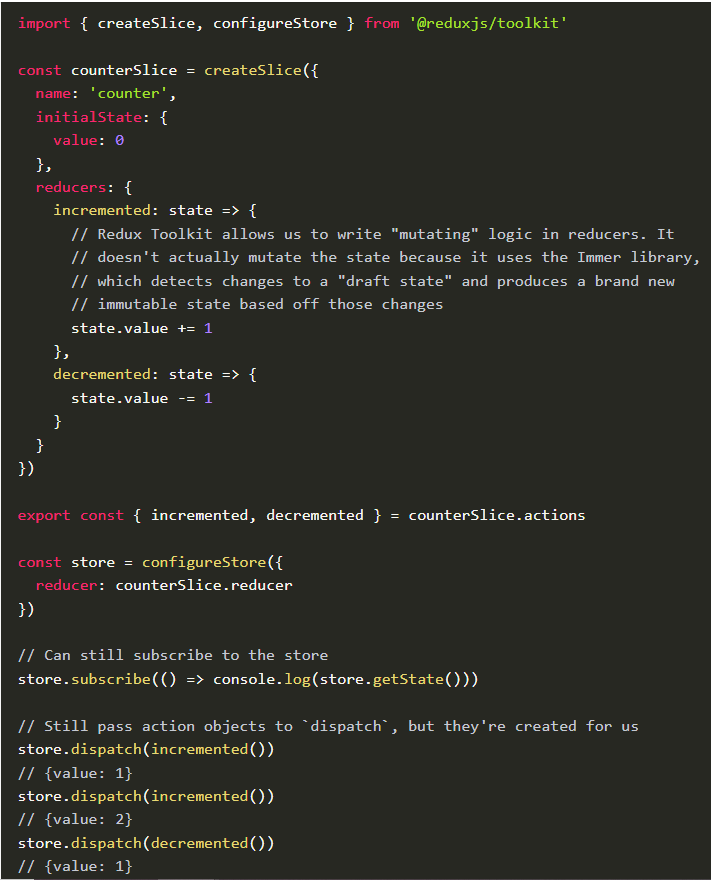 import { createSlice, configureStore } from '@reduxjs/toolkit'

const counterSlice = createSlice({
  name: 'counter',
  initialState: {
    value: 0
  },
  reducers: {
    incremented: state => {
      // Redux Toolkit allows us to write "mutating" logic in reducers. It
      // doesn't actually mutate the state because it uses the Immer library,
      // which detects changes to a "draft state" and produces a brand new
      // immutable state based off those changes
      state.value += 1
    },
    decremented: state => {
      state.value -= 1
    }
  }
})

export const { incremented, decremented } = counterSlice.actions

const store = configureStore({
  reducer: counterSlice.reducer
})

// Can still subscribe to the store
store.subscribe(() => console.log(store.getState()))

// Still pass action objects to `dispatch`, but they're created for us
store.dispatch(incremented())
// {value: 1}
store.dispatch(incremented())
// {value: 2}
store.dispatch(decremented())
// {value: 1}